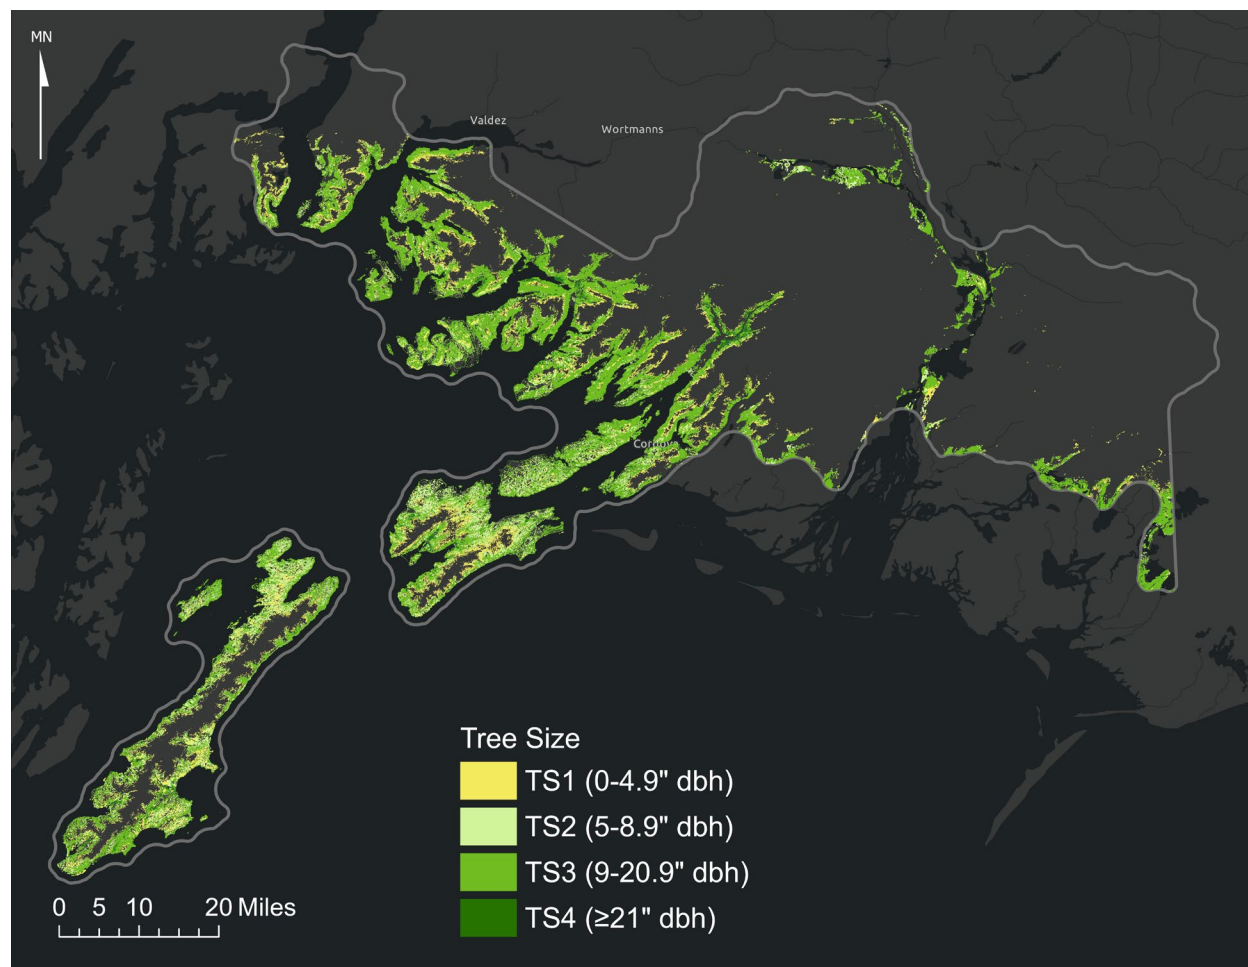 MN
Valdez
Wortmanns
Cordova
Tree Size
TS1 (0-4.9" dbh)
TS2 (5-8.9" dbh)
TS3 (9-20.9" dbh)
TS4 (≥21" dbh)
0 5 10 20 Miles